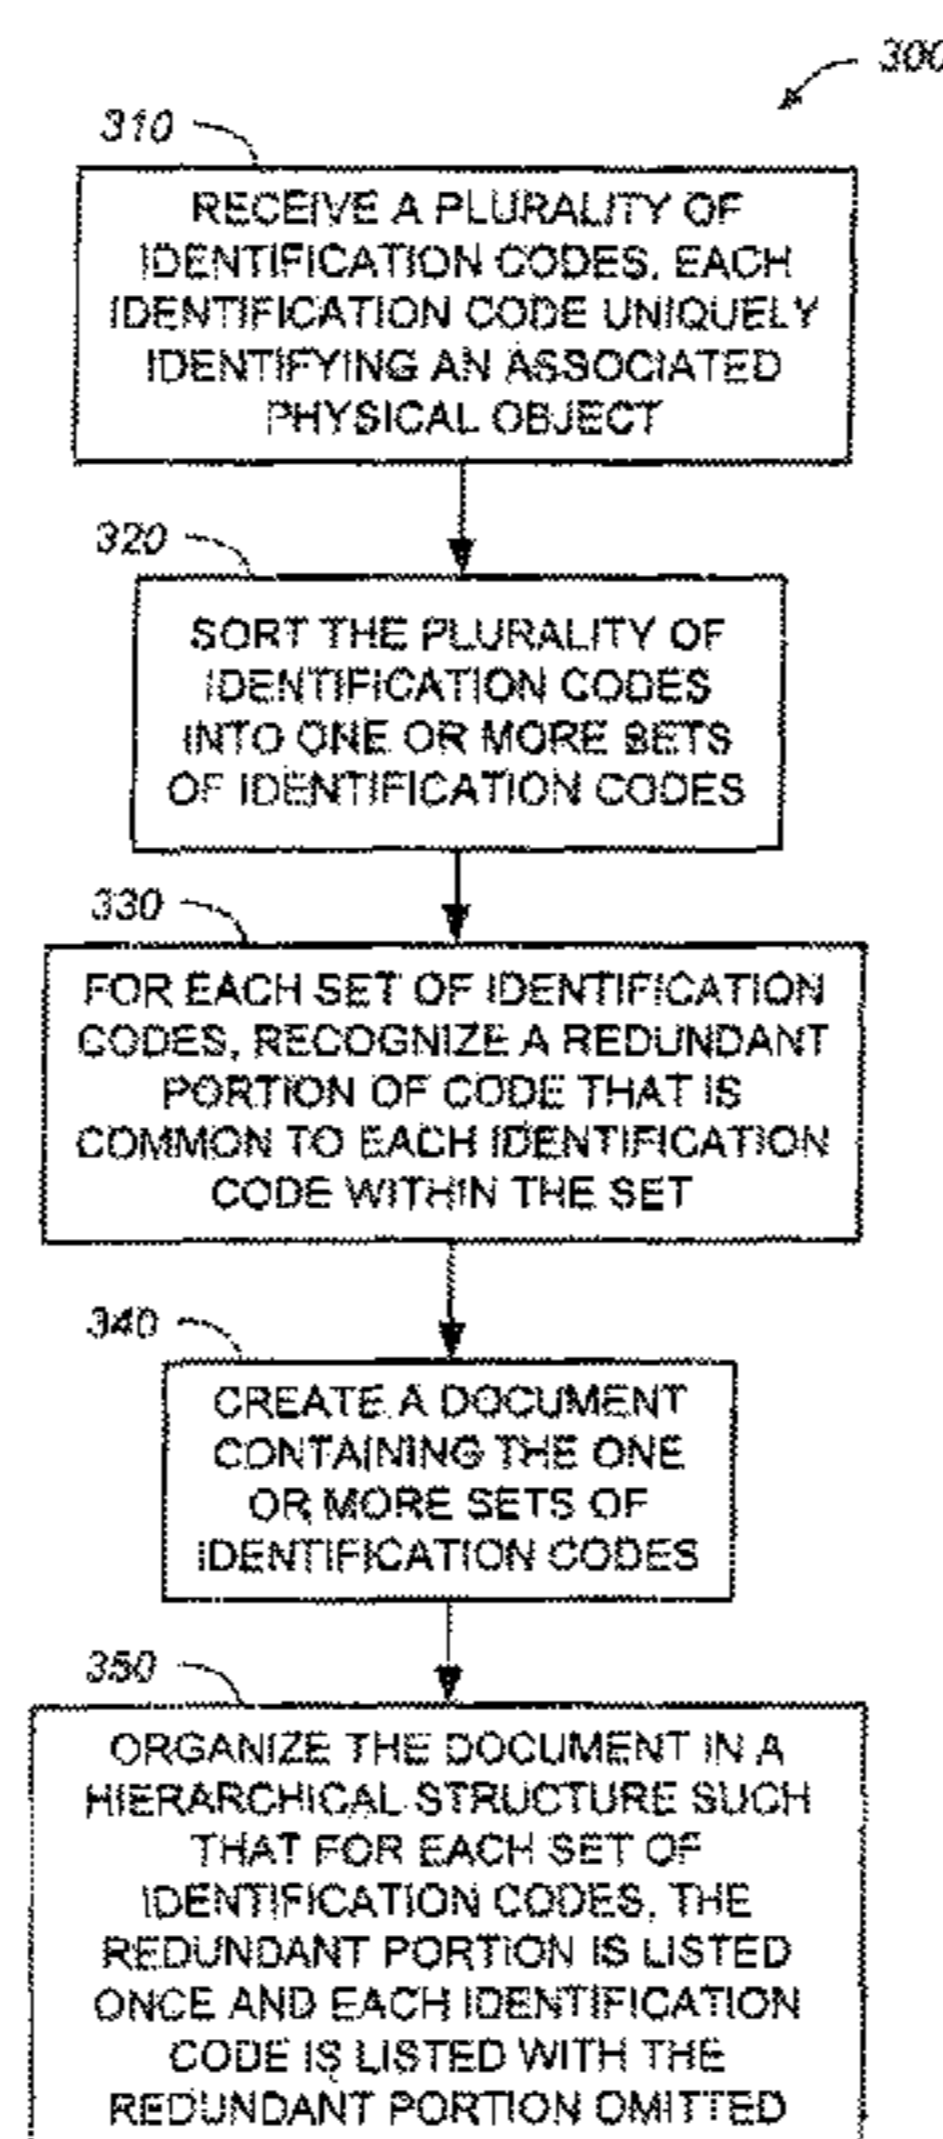 300
310
RECEIVE A PLURALITY OF
IDENTIFICATION CODES, EACH
IDENTIFICATION CODE UNIQUELY
IDENTIFYING AN ASSOCIATED
PHYSICAL OBJECT
320
SORT THE PLURALITY OF
IDENTIFICATION CODES
INTO ONE OR MORE SETS
OF IDENTIFICATION CODES
330
FOR EACH SET OF IDENTIFICATION
CODES, RECOGNIZE A REDUNDANT
PORTION OF CODE THAT IS
COMMON TO EACH IDENTIFICATION
CODE WITHIN THE SET
340
CREATE A DOCUMENT
CONTAINING THE ONE
OR MORE SETS OF
IDENTIFICATION CODES
350
ORGANIZE THE DOCUMENT IN A
HIERARCHICAL STRUCTURE SUCH
THAT FOR EACH SET OF
IDENTIFICATION CODES, THE
REDUNDANT PORTION IS LISTED
ONCE AND EACH IDENTIFICATION
CODE IS LISTED WITH THE
REDUNDANT PORTION OMITTED